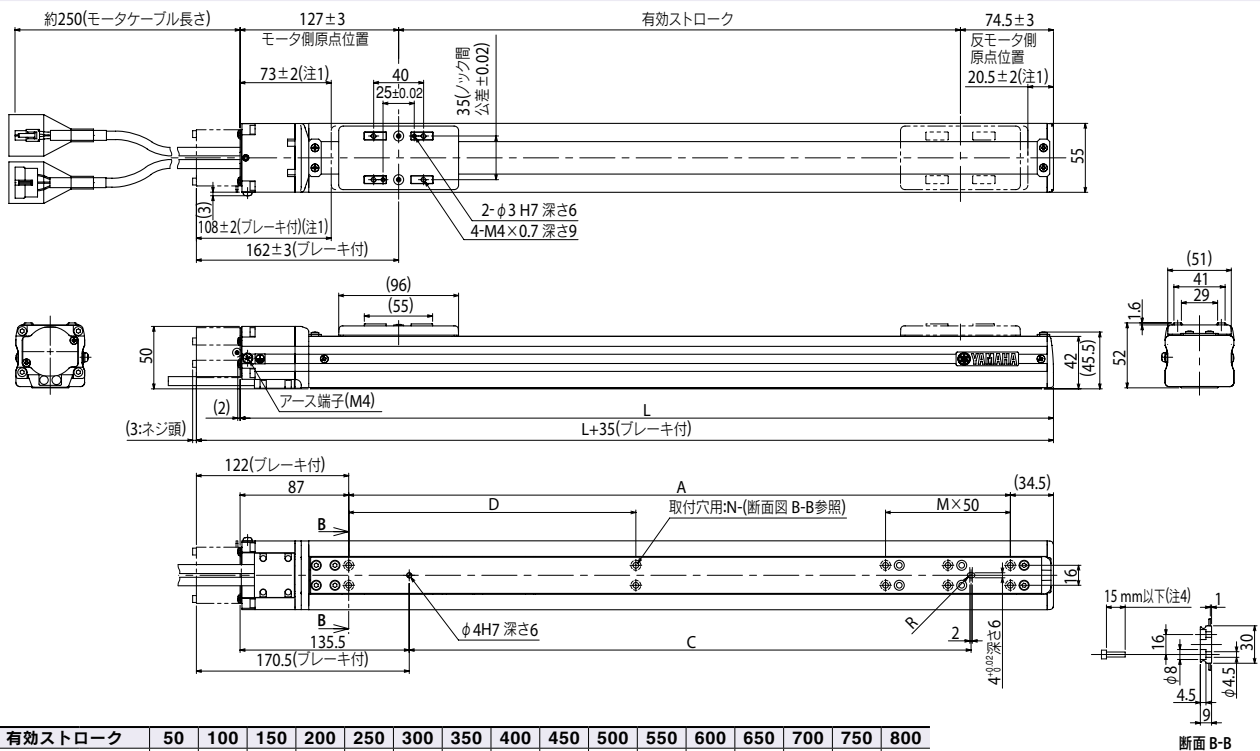 約250(モータケーブル長さ)
127±3
モータ側原点位置
有効ストローク
74.5±3
反モータ側
原点位置
73±2(注1)
40
25±0.02
35(ノック間
公差±0.02)
20.5±2(注1)
55
(3)
2-φ3 H7 深さ6
4-M4×0.7 深さ9
108±2(ブレーキ付)(注1)
162±3(ブレーキ付)
(96)
(55)
(51)
41
29
1.6
52
50
YAMAHA
42
(45.5)
アース端子(M4)
(2)
L
(3:ネジ頭)
L+35(ブレーキ付)
122(ブレーキ付)
87
A
(34.5)
D
取付穴用:N-(断面図 B-B参照)
M×50
B
16
B
φ4H7 深さ6
R
2
4+0.02 0 深さ6
135.5
C
170.5(ブレーキ付)
15 mm以下(注4)
1
16
30
φ8
φ4.5
4.5
9
断面 B-B
有効ストローク 50 100 150 200 250 300 350 400 450 500 550 600 650 700 750 800